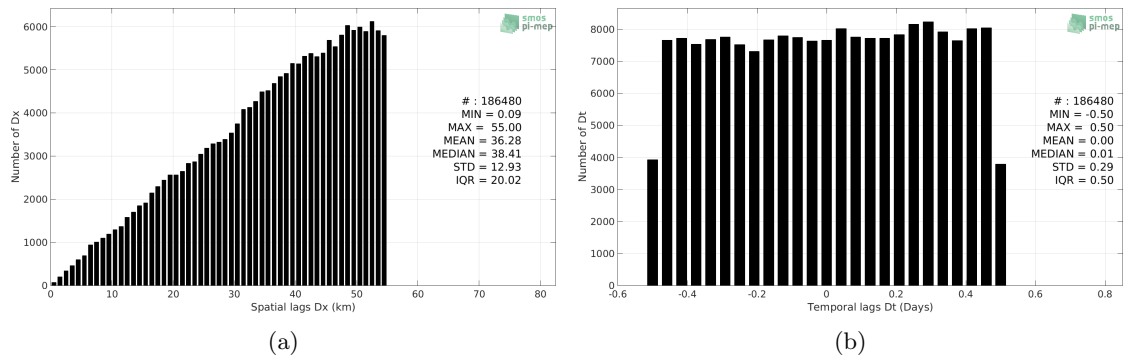 smos
pi-mep
6000
5000
4000
3000
2000
1000
0
Number of Dx
# : 186480
MIN = 0.09
MAX = 55.00
MEAN = 36.28
MEDIAN = 38.41
STD = 12.93
IQR = 20.02
0 10 20 30 40 50 60 70 80
Spatial lags Dx (km)
(a)
smos
pi-mep
8000
7000
6000
5000
4000
3000
2000
1000
0
Number of Dt
# : 186480
MIN = -0.50
MAX = 0.50
MEAN = 0.00
MEDIAN = 0.01
STD = 0.29
IQR = 0.50
-0.6 -0.4 -0.2 0 0.2 0.4 0.6 0.8
Temporal lags Dt (Days)
(b)